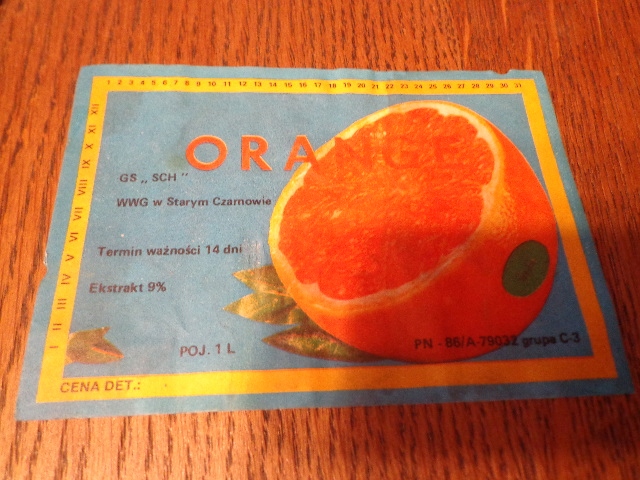 1 2 3 4 5 6 7 8 9 10 11 12 13 14 15 16 17 18 19 20 21 22 23 24 25 26 27 28 29 30 31
I II III IV V VI VII VIII IX X XI XII
ORANGE
GS „ SCH "
WWG w Starym Czarnowie
Termin ważności 14 dni
Ekstrakt 9%
POJ. 1 L
PN - 86/A-79032 grupa C-3
CENA DET.: